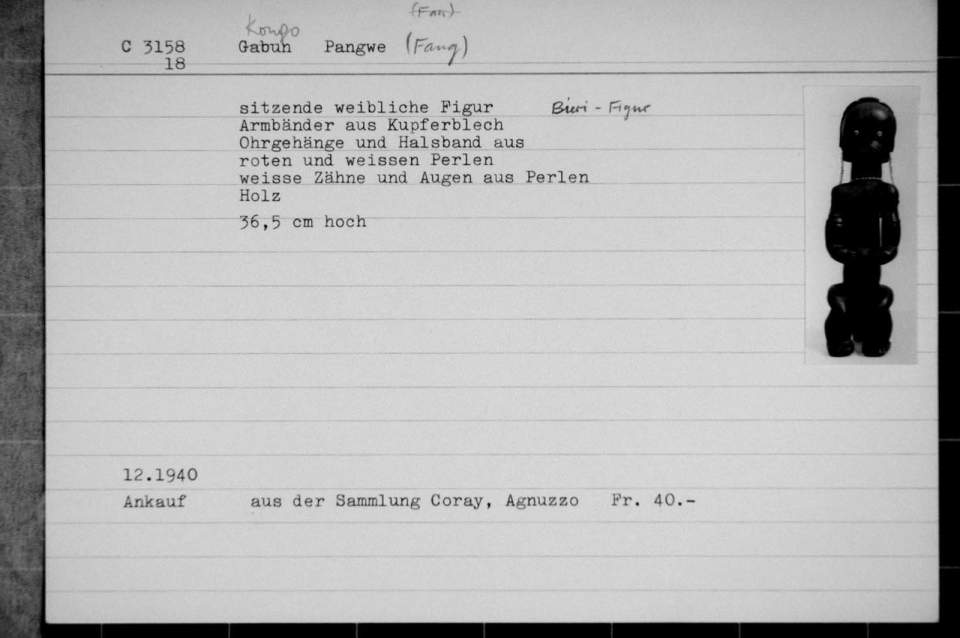 (Fan)
Kongo
C 3158 Gabun Pangwe (Fang)
18
sitzende weibliche Figur Bieri - Figur
Armbänder aus Kupferblech
Ohrgehänge und Halsband aus
roten und weissen Perlen
weisse Zähne und Augen aus Perlen
Holz
36,5 cm hoch
12.1940
Ankauf aus der Sammlung Coray, Agnuzzo Fr. 40.-